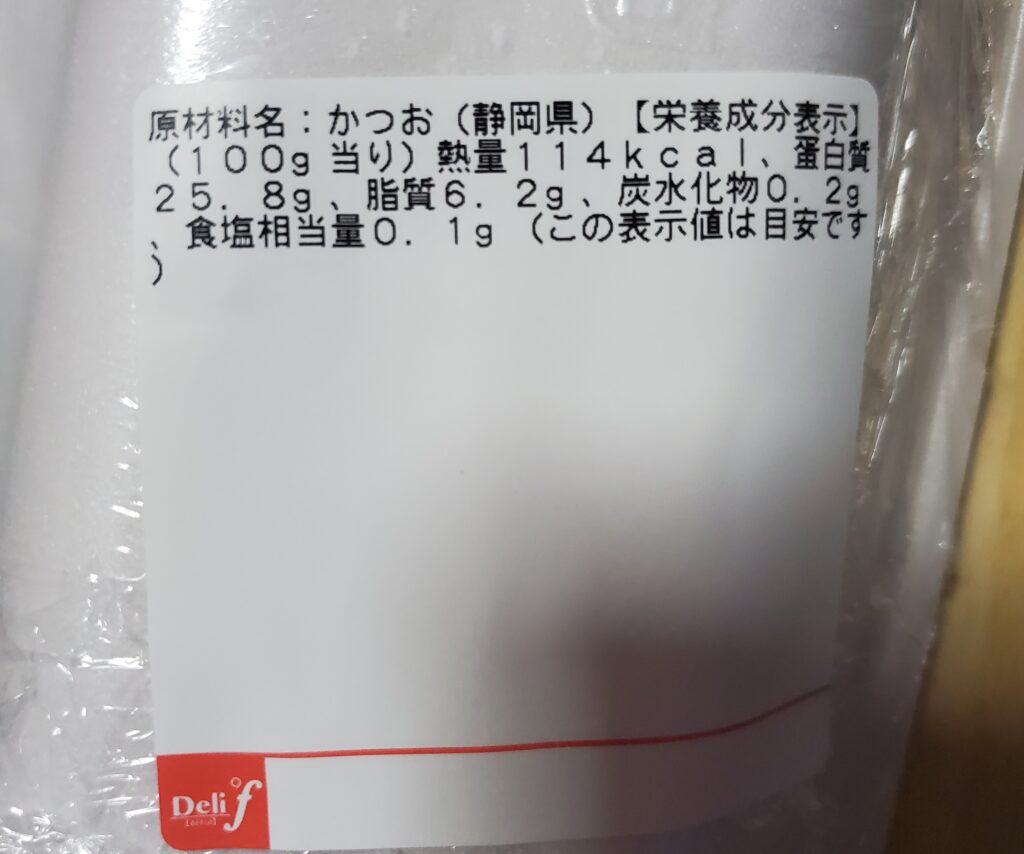 原材料名：かつお（静岡県）【栄養成分表示】
（１００g 当り）熱量１１４ｋｃａｌ、蛋白質
２５．８g、脂質６．２g、炭水化物０．２g
、食塩相当量０．１g（この表示値は目安です
）
Deli f